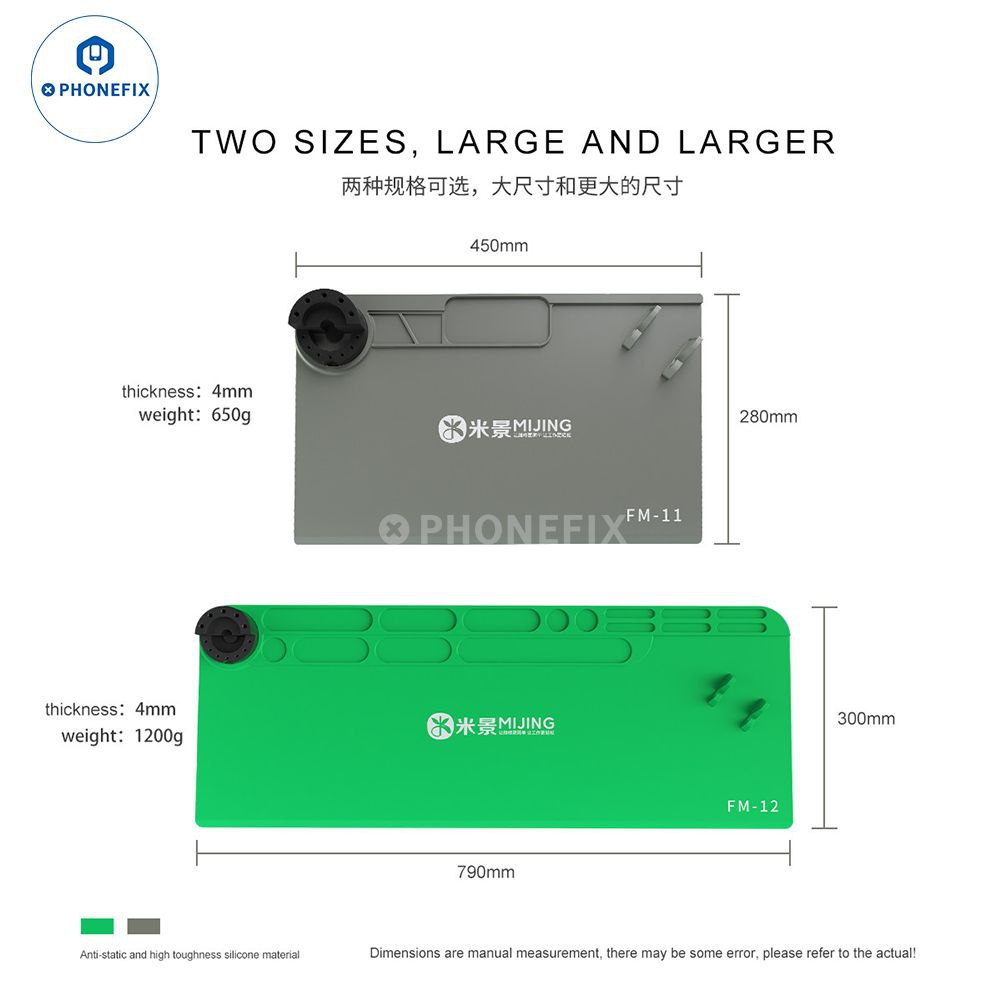 PHONEFIX
TWO SIZES, LARGE AND LARGER
两种规格可选，大尺寸和更大的尺寸
450mm
thickness：4mm
weight：650g
280mm
米景MIJING
FM-11
PHONEFIX
thickness：4mm
weight：1200g
300mm
米景MIJING
FM-12
790mm
Anti-static and high toughness silicone material
Dimensions are manual measurement, there may be some error, please refer to the actual!